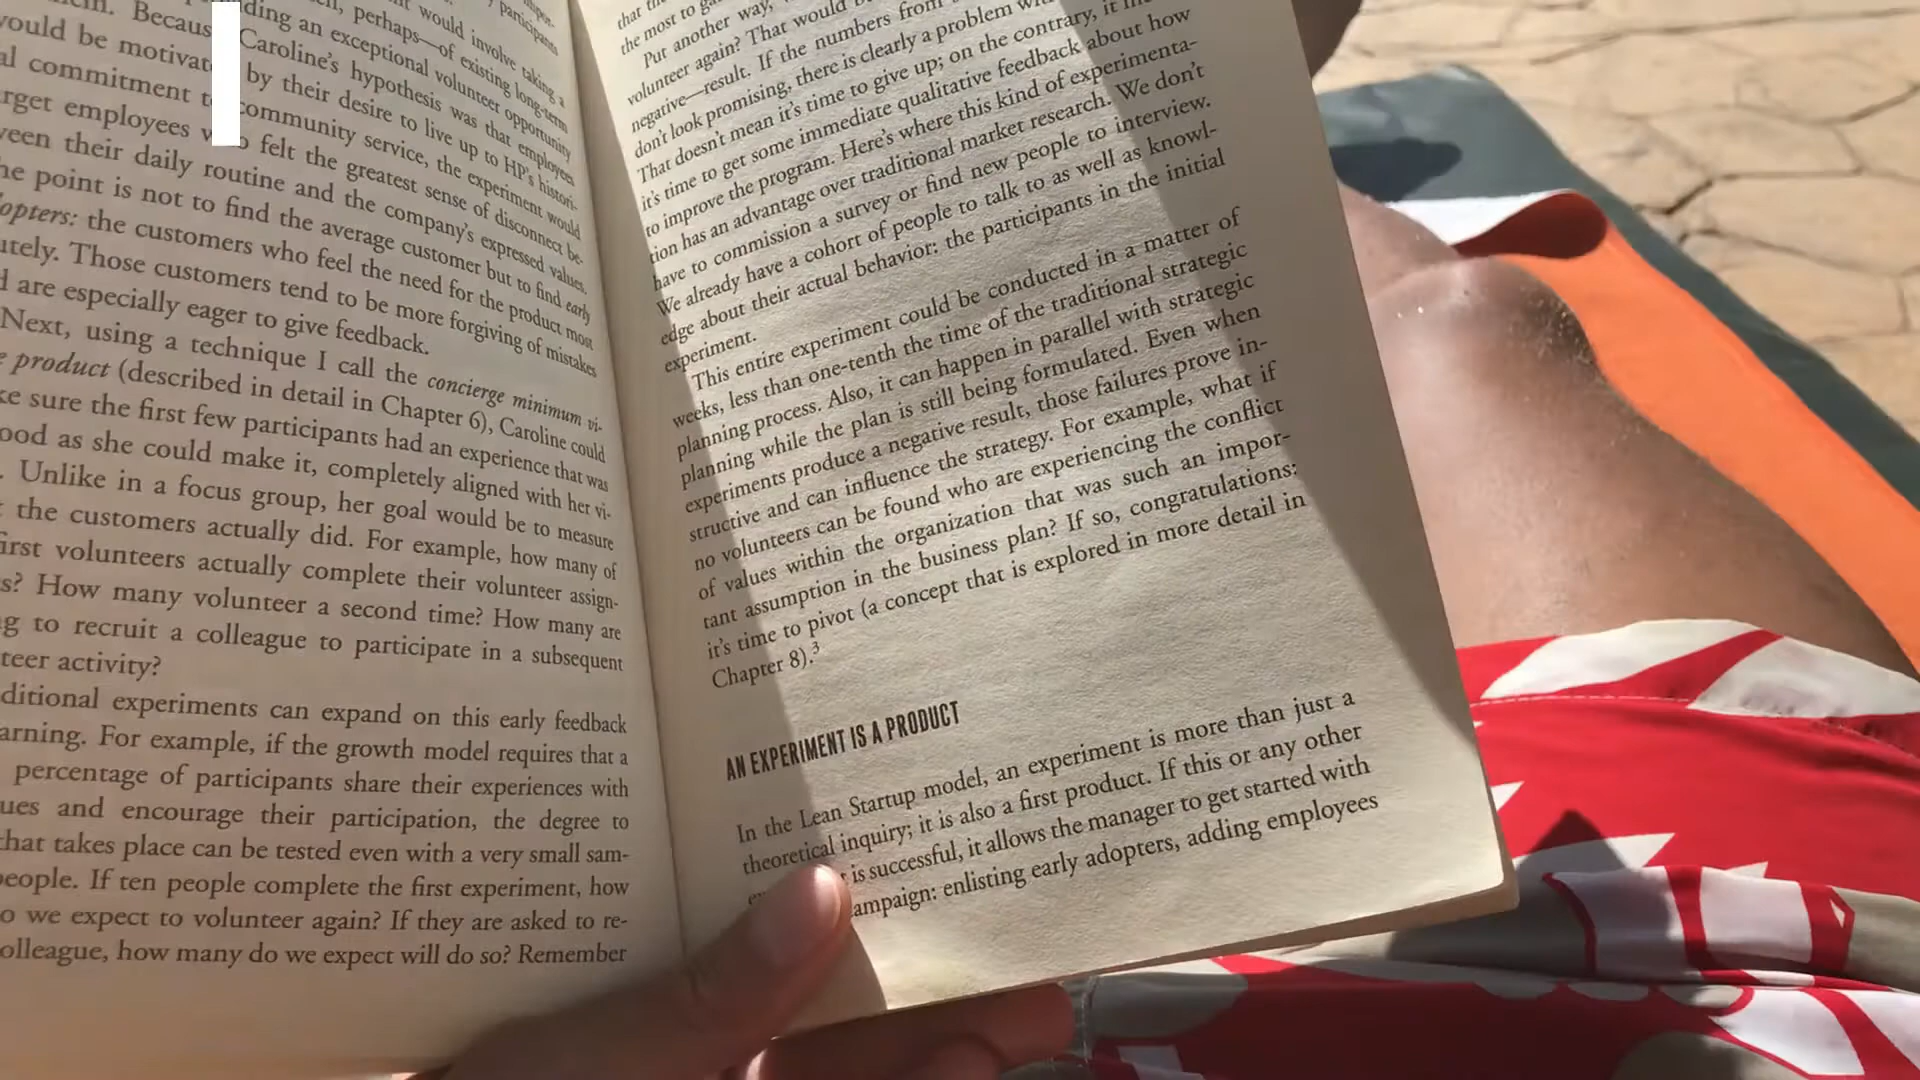 would involve taking a
Becaus ding an exceptional volunteer opportunity
perhaps—of existing long-term
would be motivat Caroline's hypothesis was that employees
al commitment t by their desire to live up to HP's histori-
rget employees community service, the experiment would
veen their daily felt the greatest sense of disconnect be-
he point is not routine and the company's expressed values.
opters: the to find the average customer but to find early
utely. Those customers who feel the need for the product most
d are especially customers tend to be more forgiving of mistakes
eager to give feedback.
Next, using a technique I call the concierge minimum vi-
e product (described in detail in Chapter 6), Caroline could
ke sure the first few participants had an experience that was
ood as she could make it, completely aligned with her vi-
. Unlike in a focus group, her goal would be to measure
the customers actually did. For example, how many of
irst volunteers actually complete their volunteer assign-
s? How many volunteer a second time? How many are
g to recruit a colleague to participate in a subsequent
teer activity?
ditional experiments can expand on this early feedback
arning. For example, if the growth model requires that a
percentage of participants share their experiences with
ues and encourage their participation, the degree to
hat takes place can be tested even with a very small sam-
eople. If ten people complete the first experiment, how
o we expect to volunteer again? If they are asked to re-
olleague, how many do we expect will do so? Remember
that
the most to
Put another way,
volunteer again? That would
negative—result. If the numbers from
don't look promising, there is clearly a problem
That doesn't mean it's time to give up; on the contrary, it
it's time to get some immediate qualitative feedback about how
to improve the program. Here's where this kind of experimenta-
tion has an advantage over traditional market research. We don't
have to commission a survey or find new people to interview.
We already have a cohort of people to talk to as well as knowl-
edge about their actual behavior: the participants in the initial
experiment.
This entire experiment could be conducted in a matter of
weeks, less than one-tenth the time of the traditional strategic
planning process. Also, it can happen in parallel with strategic
planning while the plan is still being formulated. Even when
experiments produce a negative result, those failures prove in-
structive and can influence the strategy. For example, what if
no volunteers can be found who are experiencing the conflict
of values within the organization that was such an impor-
tant assumption in the business plan? If so, congratulations:
it's time to pivot (a concept that is explored in more detail in
Chapter 8).3
AN EXPERIMENT IS A PRODUCT
In the Lean Startup model, an experiment is more than just a
theoretical inquiry; it is also a first product. If this or any other
is successful, it allows the manager to get started with
ampaign: enlisting early adopters, adding employees